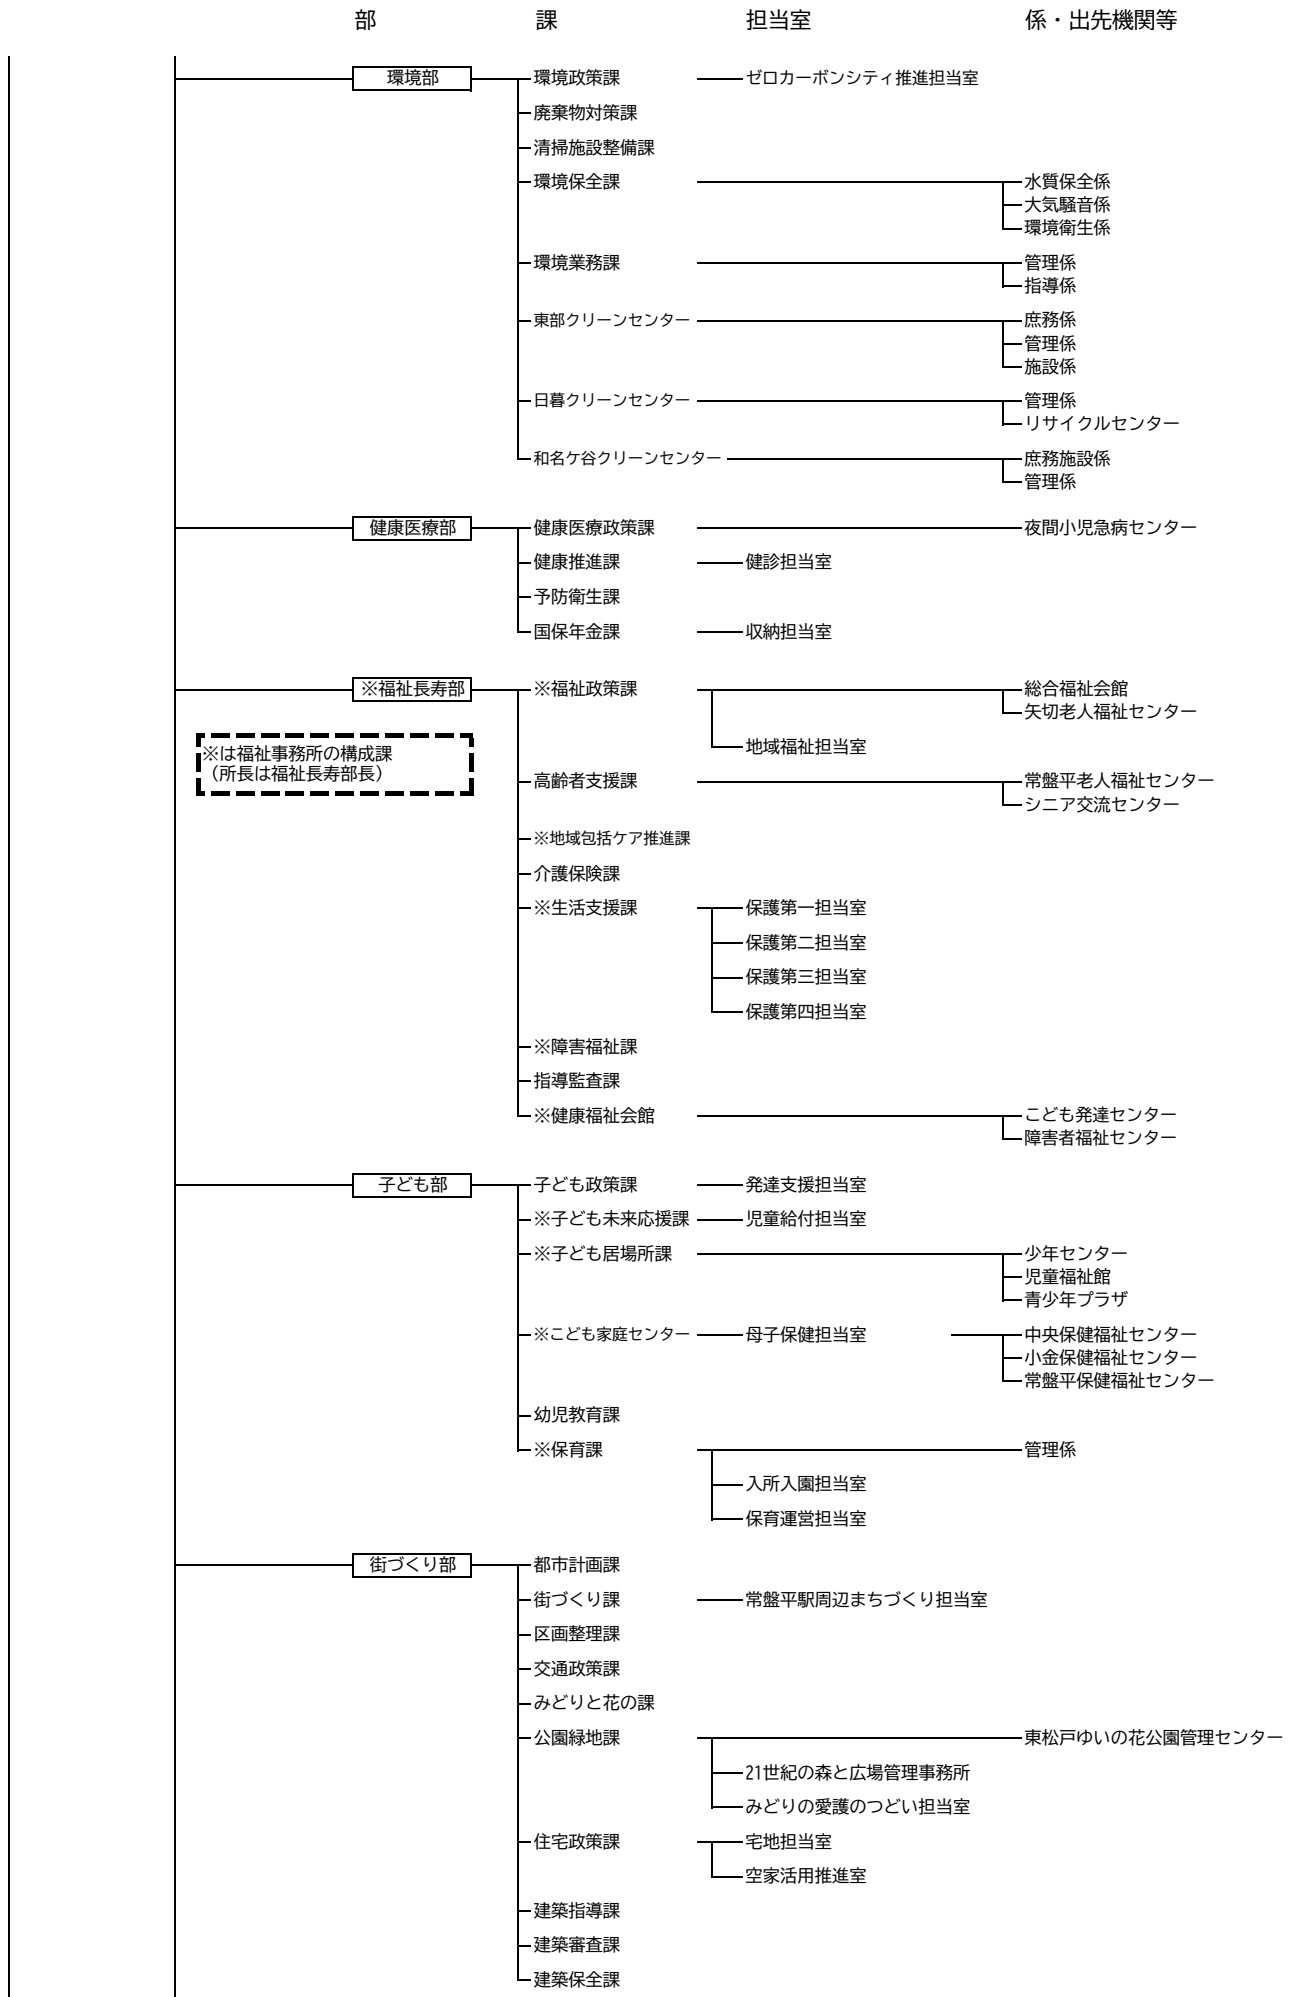 部 課 担当室 係・出先機関等
環境部 環境政策課 ゼロカーボンシティ推進担当室
廃棄物対策課
清掃施設整備課
環境保全課 水質保全係
大気騒音係
環境衛生係
環境業務課 管理係
指導係
東部クリーンセンター 庶務係
管理係
施設係
日暮クリーンセンター 管理係
リサイクルセンター
和名ケ谷クリーンセンター 庶務施設係
管理係
健康医療部 健康医療政策課 夜間小児急病センター
健康推進課 健診担当室
予防衛生課
国保年金課 収納担当室
※福祉長寿部 ※福祉政策課 総合福祉会館
矢切老人福祉センター
地域福祉担当室
※は福祉事務所の構成課
（所長は福祉長寿部長）
高齢者支援課 常盤平老人福祉センター
シニア交流センター
※地域包括ケア推進課
介護保険課
※生活支援課 保護第一担当室
保護第二担当室
保護第三担当室
保護第四担当室
※障害福祉課
指導監査課
※健康福祉会館 こども発達センター
障害者福祉センター
子ども部 子ども政策課 発達支援担当室
※子ども未来応援課 児童給付担当室
※子ども居場所課 少年センター
児童福祉館
青少年プラザ
※こども家庭センター 母子保健担当室 中央保健福祉センター
小金保健福祉センター
常盤平保健福祉センター
幼児教育課
※保育課 管理係
入所入園担当室
保育運営担当室
街づくり部 都市計画課
街づくり課 常盤平駅周辺まちづくり担当室
区画整理課
交通政策課
みどりと花の課
公園緑地課 東松戸ゆいの花公園管理センター
21世紀の森と広場管理事務所
みどりの愛護のつどい担当室
住宅政策課 宅地担当室
空家活用推進室
建築指導課
建築審査課
建築保全課